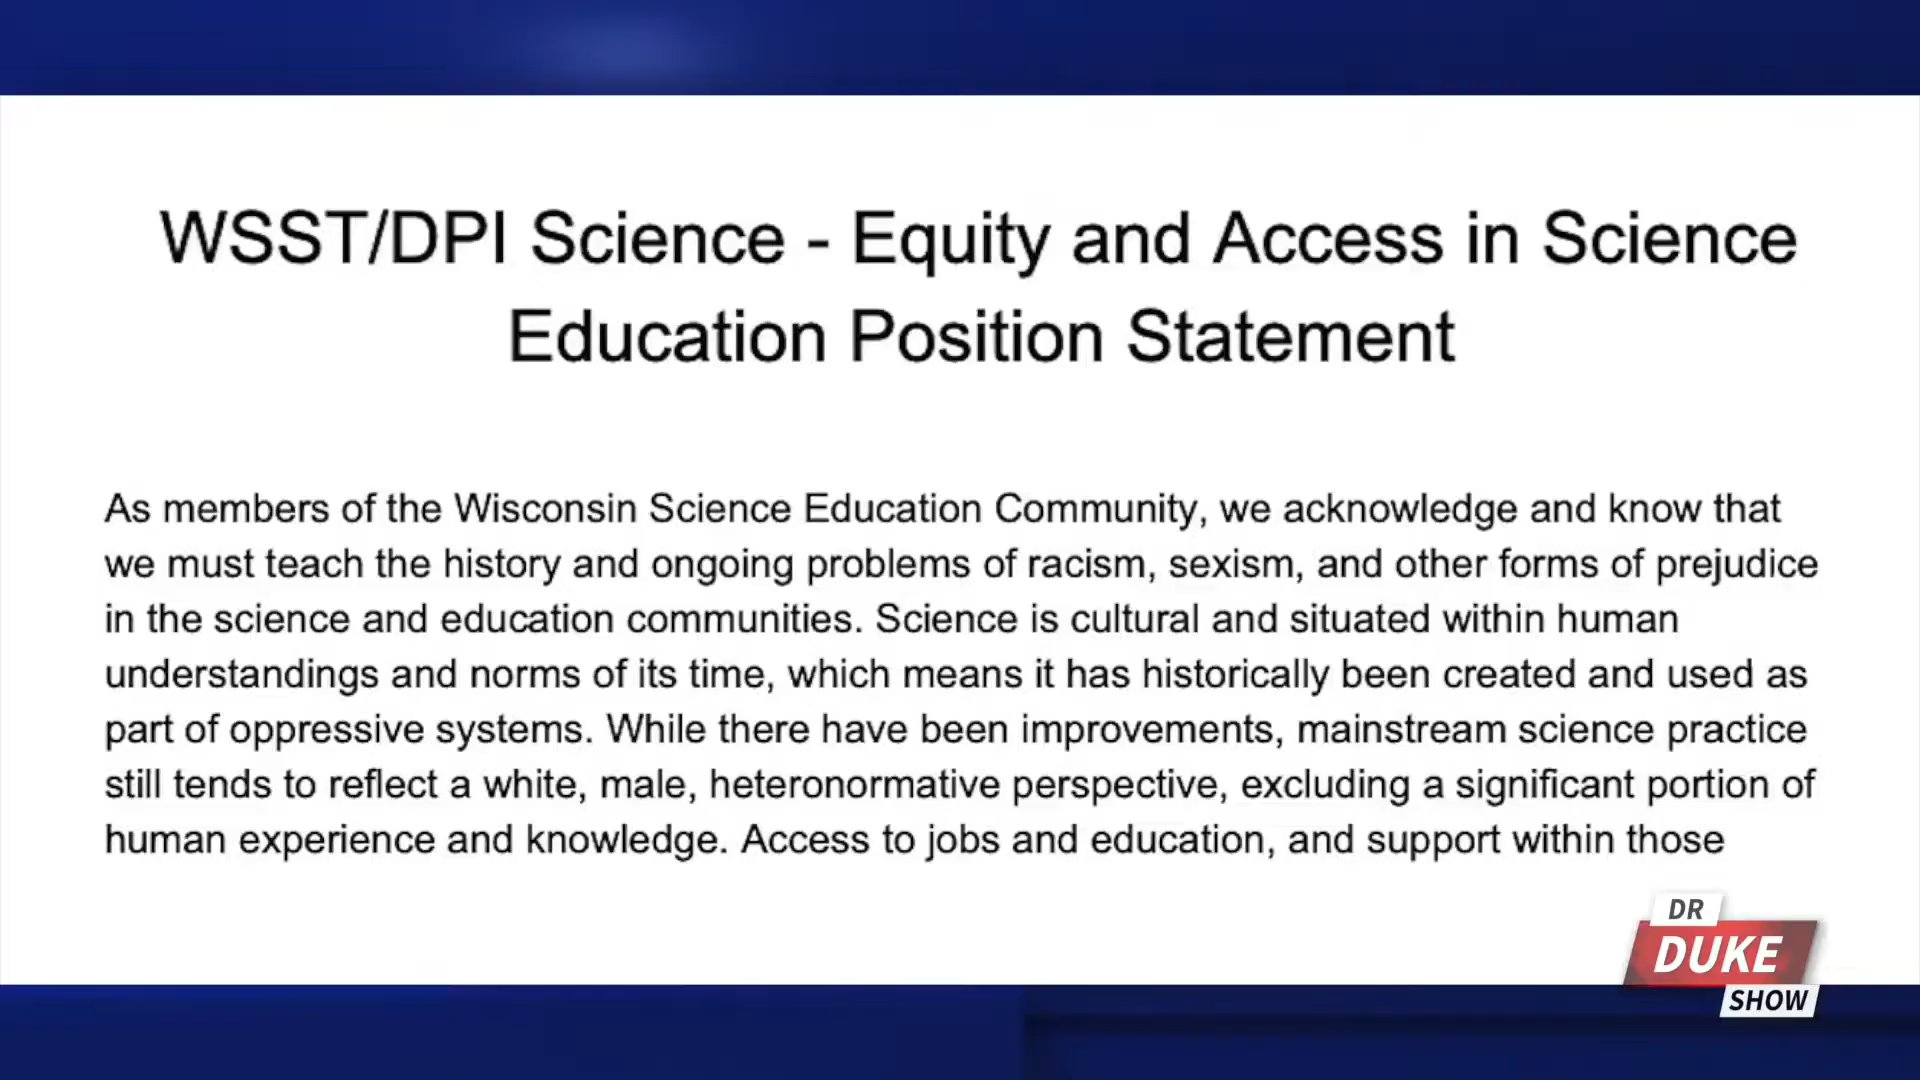 WSST/DPI Science - Equity and Access in Science
Education Position Statement
As members of the Wisconsin Science Education Community, we acknowledge and know that
we must teach the history and ongoing problems of racism, sexism, and other forms of prejudice
in the science and education communities. Science is cultural and situated within human
understandings and norms of its time, which means it has historically been created and used as
part of oppressive systems. While there have been improvements, mainstream science practice
still tends to reflect a white, male, heteronormative perspective, excluding a significant portion of
human experience and knowledge. Access to jobs and education, and support within those
DR
DUKE
SHOW